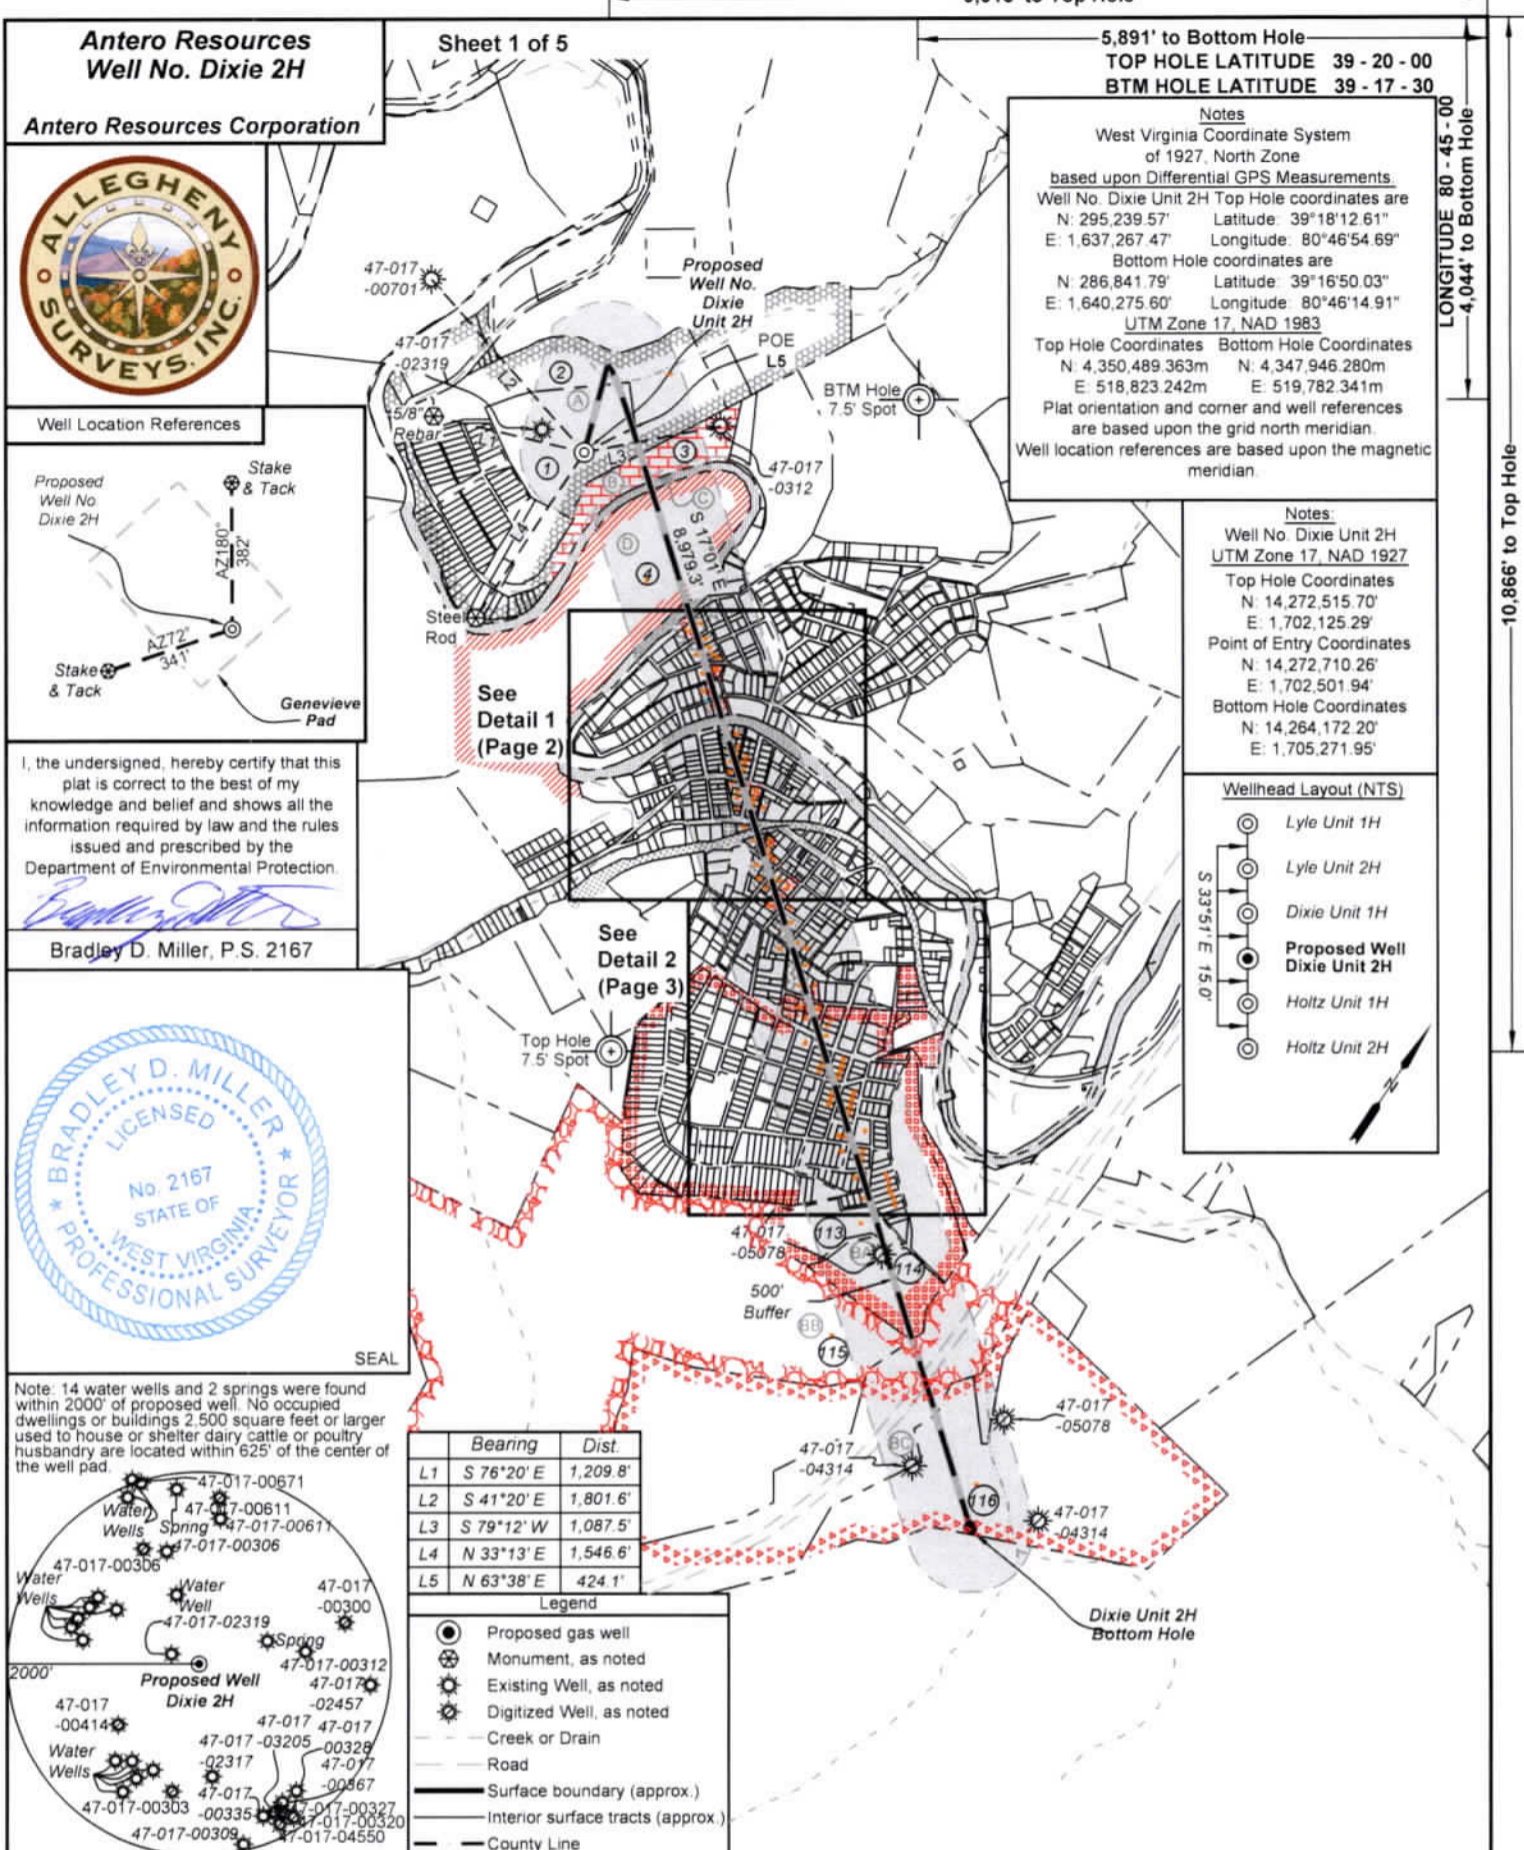 Antero Resources
Well No. Dixie 2H
Antero Resources Corporation
Sheet 1 of 5
to Top Hole
5,891' to Bottom Hole
TOP HOLE LATITUDE 39 - 20 - 00
BTM HOLE LATITUDE 39 - 17 - 30
LONGITUDE 80 - 45 - 00
4,044' to Bottom Hole
10,866' to Top Hole
ALLEGHENY
SURVEYS, INC.
Notes
West Virginia Coordinate System
of 1927, North Zone
based upon Differential GPS Measurements.
Well No. Dixie Unit 2H Top Hole coordinates are
N: 295,239.57' Latitude: 39°18'12.61"
E: 1,637,267.47' Longitude: 80°46'54.69"
Bottom Hole coordinates are
N: 286,841.79' Latitude: 39°16'50.03"
E: 1,640,275.60' Longitude: 80°46'14.91"
UTM Zone 17, NAD 1983
Top Hole Coordinates Bottom Hole Coordinates
N: 4,350,489.363m N: 4,347,946.280m
E: 518,823.242m E: 519,782.341m
Plat orientation and corner and well references
are based upon the grid north meridian.
Well location references are based upon the magnetic
meridian.
Well Location References
Proposed
Well No
Dixie 2H
Stake
& Tack
AZ180°
382'
AZ72°
341'
Stake
& Tack
Genevieve
Pad
47-017
-00701
47-017
-02319
5/8"
Rebar
Proposed
Well No.
Dixie
Unit 2H
POE
L5
L2
L1
L3
L4
1
2
3
4
A
B
C
D
BTM Hole
7.5' Spot
47-017
-0312
S 17°01' E
8,979.3'
Steel
Rod
See
Detail 1
(Page 2)
See
Detail 2
(Page 3)
Top Hole
7.5' Spot
Notes:
Well No. Dixie Unit 2H
UTM Zone 17, NAD 1927
Top Hole Coordinates
N: 14,272,515.70'
E: 1,702,125.29'
Point of Entry Coordinates
N: 14,272,710.26'
E: 1,702,501.94'
Bottom Hole Coordinates
N: 14,264,172.20'
E: 1,705,271.95'
Wellhead Layout (NTS)
Lyle Unit 1H
Lyle Unit 2H
Dixie Unit 1H
Proposed Well
Dixie Unit 2H
Holtz Unit 1H
Holtz Unit 2H
S 33°51' E 15.0'
N
I, the undersigned, hereby certify that this
plat is correct to the best of my
knowledge and belief and shows all the
information required by law and the rules
issued and prescribed by the
Department of Environmental Protection.
Bradley D. Miller, P.S. 2167
BRADLEY D. MILLER
LICENSED
No. 2167
STATE OF
WEST VIRGINIA
PROFESSIONAL SURVEYOR
SEAL
47-017
-05078
113
BA
114
500'
Buffer
BB
115
47-017
-05078
47-017
-04314
BC
116
47-017
-04314
Dixie Unit 2H
Bottom Hole
Note: 14 water wells and 2 springs were found
within 2000' of proposed well. No occupied
dwellings or buildings 2,500 square feet or larger
used to house or shelter dairy cattle or poultry
husbandry are located within 625' of the center of
the well pad.
47-017-00671
Water
Wells
47-017-00611
Spring
47-017-00611
47-017-00306
47-017-00306
Water
Wells
Water
Well
47-017
-00300
47-017-02319
Spring
47-017-00312
2000'
Proposed Well
Dixie 2H
47-017
-02457
47-017
-00414
47-017
-03205
47-017
-00328
47-017
-02317
Water
Wells
47-017
-00367
47-017-00303
47-017
-00335
47-017-00327
47-017-00320
47-017-00309
47-017-04550
Bearing Dist.
L1 S 76°20' E 1,209.8'
L2 S 41°20' E 1,801.6'
L3 S 79°12' W 1,087.5'
L4 N 33°13' E 1,546.6'
L5 N 63°38' E 424.1'
Legend
Proposed gas well
Monument, as noted
Existing Well, as noted
Digitized Well, as noted
Creek or Drain
Road
Surface boundary (approx.)
Interior surface tracts (approx.)
County Line